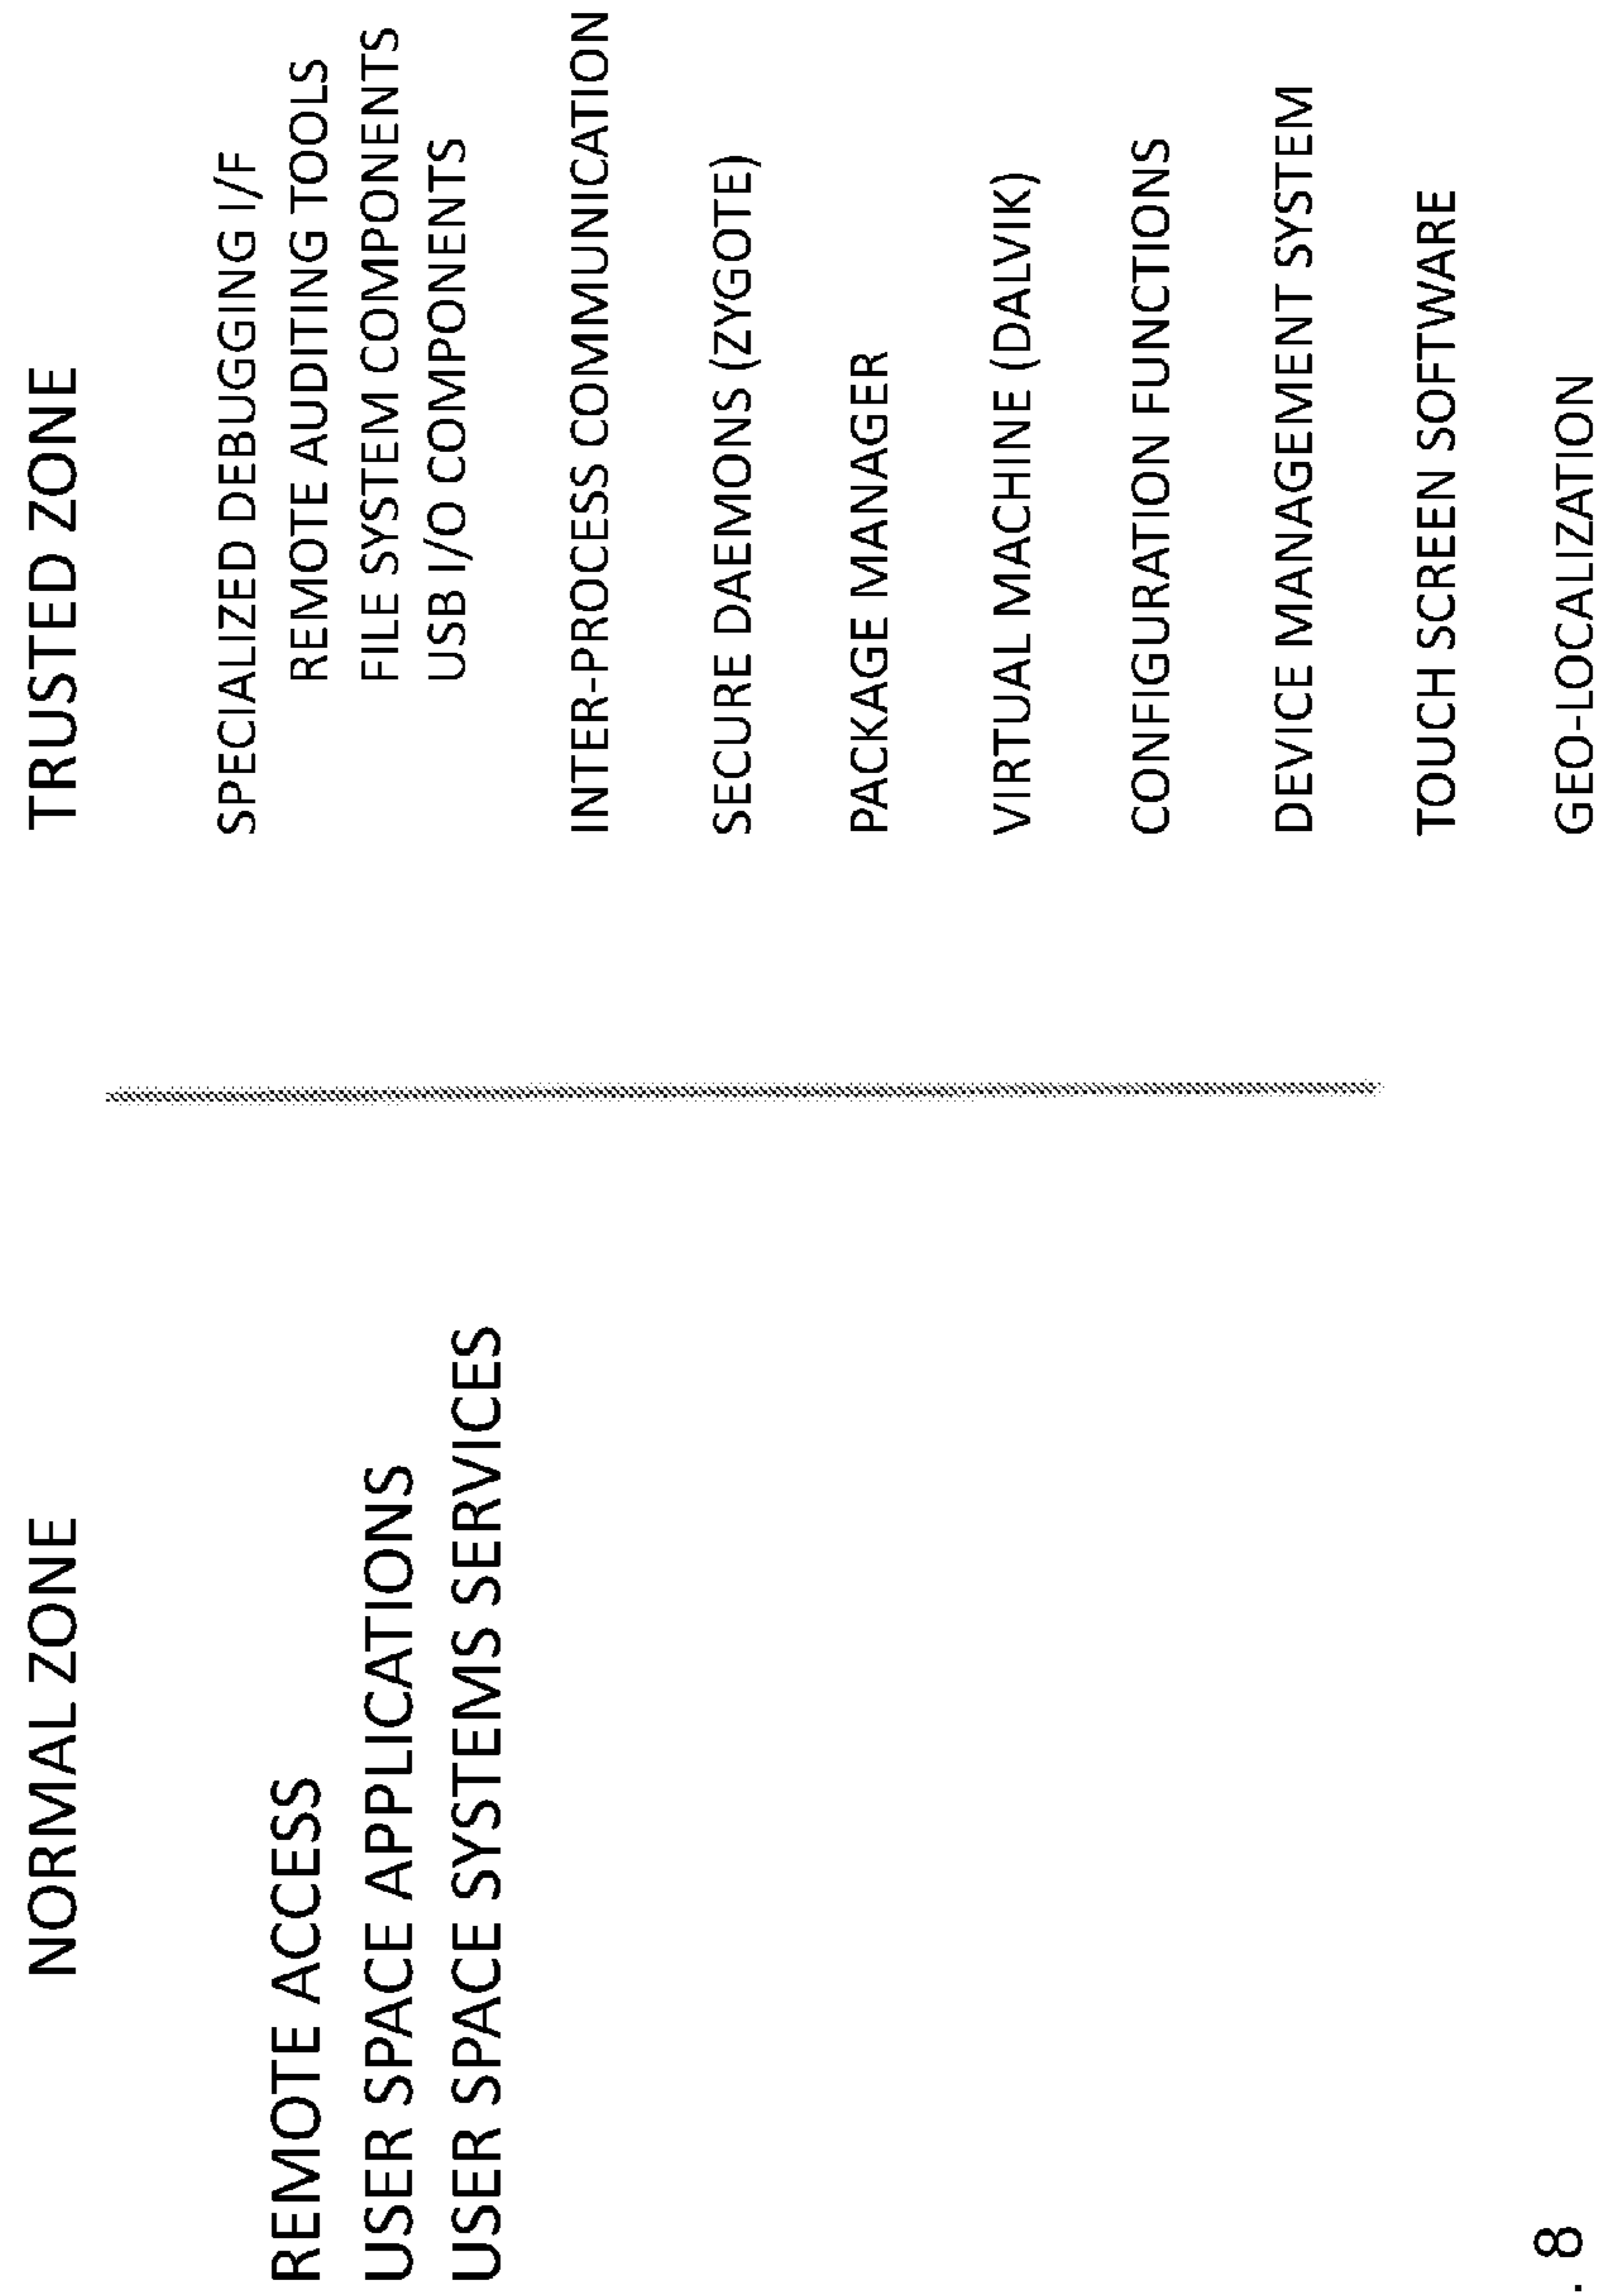 NORMAL ZONE
REMOTE ACCESS
USER SPACE APPLICATIONS
USER SPACE SYSTEMS SERVICES
TRUSTED ZONE
SPECIALIZED DEBUGGING I/F
REMOTE AUDITING TOOLS
FILE SYSTEM COMPONENTS
USB I/O COMPONENTS
INTER-PROCESS COMMUNICATION
SECURE DAEMONS (ZYGOTE)
PACKAGE MANAGER
VIRTUAL MACHINE (DALVIK)
CONFIGURATION FUNCTIONS
DEVICE MANAGEMENT SYSTEM
TOUCH SCREEN SOFTWARE
GEO-LOCALIZATION
. 8